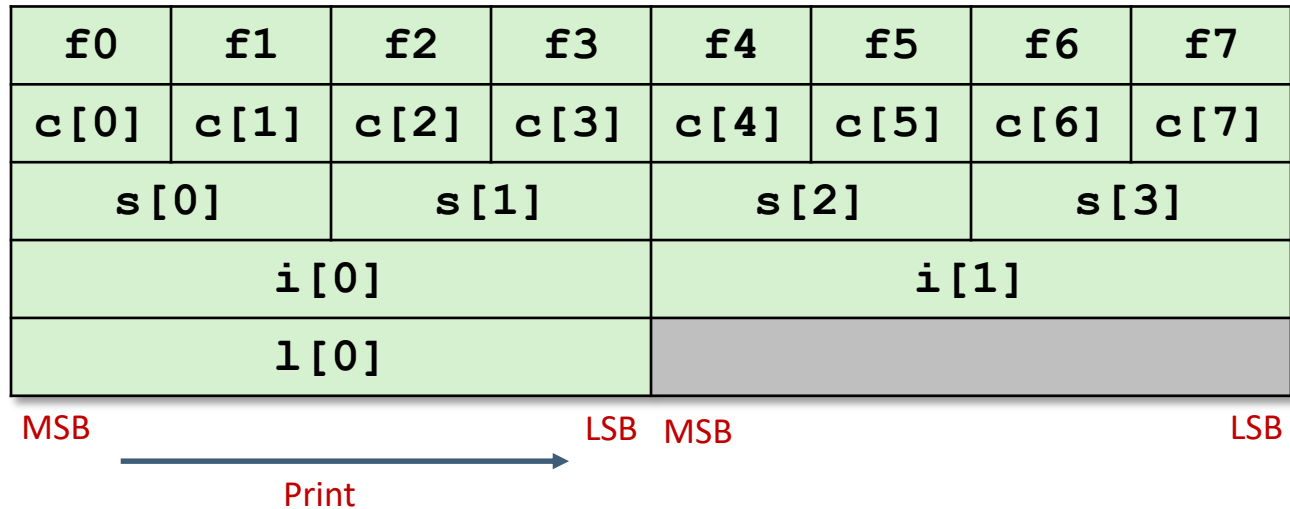 f0 f1 f2 f3 f4 f5 f6 f7
c[0] c[1] c[2] c[3] c[4] c[5] c[6] c[7]
s[0] s[1] s[2] s[3]
i[0] i[1]
l[0]
MSB LSB MSB LSB
Print